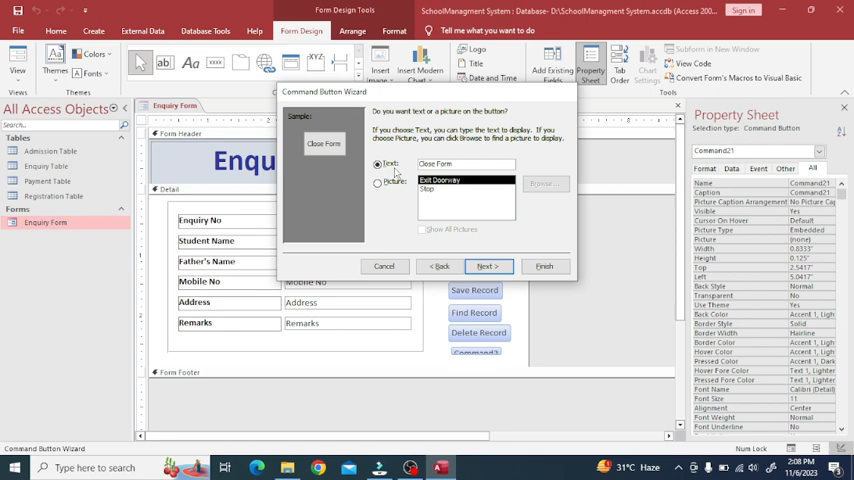 Form Design Tools
SchoolManagment System : Database- D:\SchoolManagment System.accdb (Access 200...
Sign in
File Home Create External Data Database Tools Help Form Design Arrange Format Tell me what you want to do
View
Themes
Colors
Fonts
Aa
XYZ
Insert Image
Insert Modern Chart
Logo
Title
Date and Time
Add Existing Fields
Property Sheet
Tab Order
Chart Settings
Subform in New Window
View Code
Convert Form's Macros to Visual Basic
Views
Themes
Tools
All Access Objects
Search...
Tables
Admission Table
Enquiry Table
Payment Table
Registration Table
Forms
Enquiry Form
Enquiry Form
Form Header
Enqu
Detail
Enquiry No
Student Name
Father's Name
Mobile No Mobile No
Address Address
Remarks Remarks
Save Record
Find Record
Delete Record
Form Footer
Command Button Wizard
Sample:
Close Form
Do you want text or a picture on the button?
If you choose Text, you can type the text to display. If you
choose Picture, you can click Browse to find a picture to display.
Text: Close Form
Picture: Exit Doorway
Stop
Browse...
Show All Pictures
Cancel < Back Next > Finish
Property Sheet
Selection type: Command Button
Command21
Format Data Event Other All
Name Command21
Caption Command21
Picture Caption Arrangement No Picture Cap
Visible Yes
Cursor On Hover Default
Picture Type Embedded
Picture (none)
Width 0.8333"
Height 0.125"
Top 2.5417"
Left 5.0417"
Back Style Normal
Transparent No
Use Theme Yes
Back Color Accent 1, Ligh
Border Style Solid
Border Width Hairline
Border Color Accent 1, Ligh
Hover Color Accent 1, Ligh
Pressed Color Accent 1, Dark
Hover Fore Color Text 1, Lighter
Pressed Fore Color Text 1, Lighter
Font Name Calibri (Detail)
Font Size 11
Alignment Center
Font Weight Normal
Font Underline No
Command Button Wizard
Num Lock
Type here to search
31°C Haze
2:08 PM
11/6/2023
3